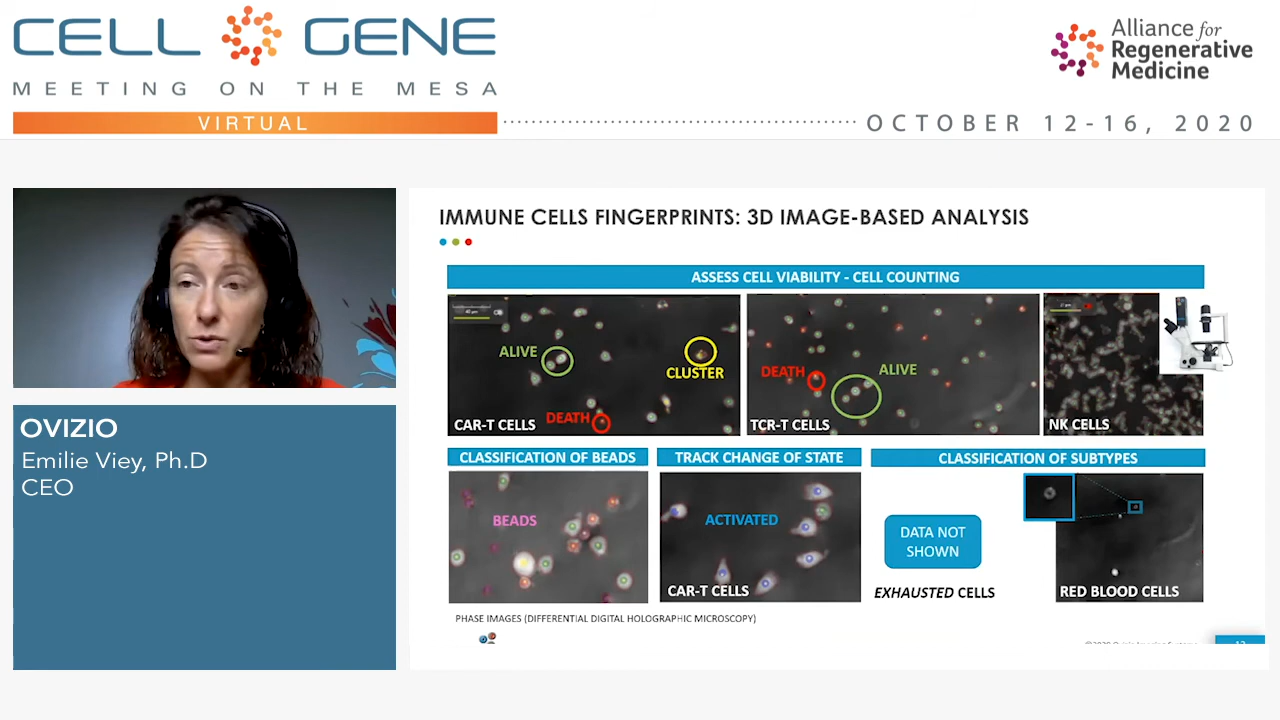 CELL GENE
MEETING ON THE MESA
VIRTUAL
Alliance for
Regenerative
Medicine
OCTOBER 12-16, 2020
OVIZIO
Emilie Viey, Ph.D
CEO
IMMUNE CELLS FINGERPRINTS: 3D IMAGE-BASED ANALYSIS
ASSESS CELL VIABILITY - CELL COUNTING
ALIVE
CLUSTER
DEATH
CAR-T CELLS
DEATH
ALIVE
TCR-T CELLS
NK CELLS
CLASSIFICATION OF BEADS
TRACK CHANGE OF STATE
CLASSIFICATION OF SUBTYPES
BEADS
ACTIVATED
CAR-T CELLS
DATA NOT
SHOWN
EXHAUSTED CELLS
RED BLOOD CELLS
PHASE IMAGES (DIFFERENTIAL DIGITAL HOLOGRAPHIC MICROSCOPY)